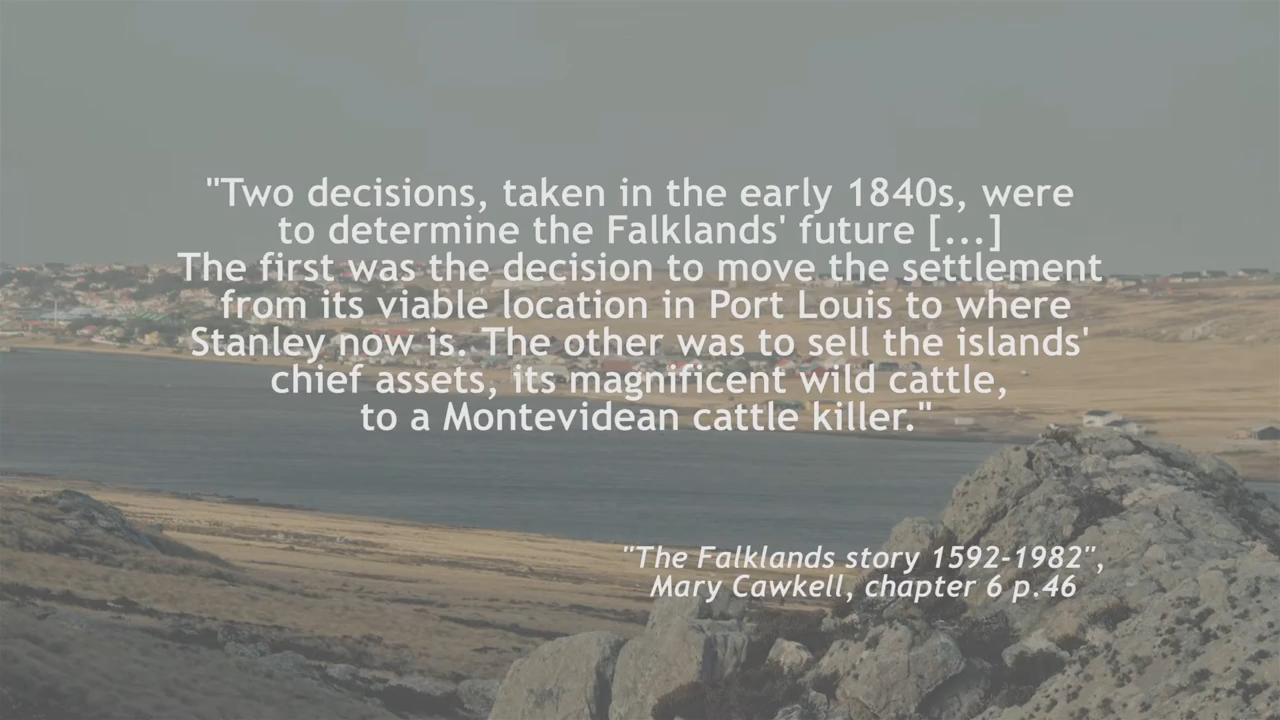 "Two decisions, taken in the early 1840s, were
to determine the Falklands' future [...]
The first was the decision to move the settlement
from its viable location in Port Louis to where
Stanley now is. The other was to sell the islands'
chief assets, its magnificent wild cattle,
to a Montevidean cattle killer."
"The Falklands story 1592-1982",
Mary Cawkell, chapter 6 p.46